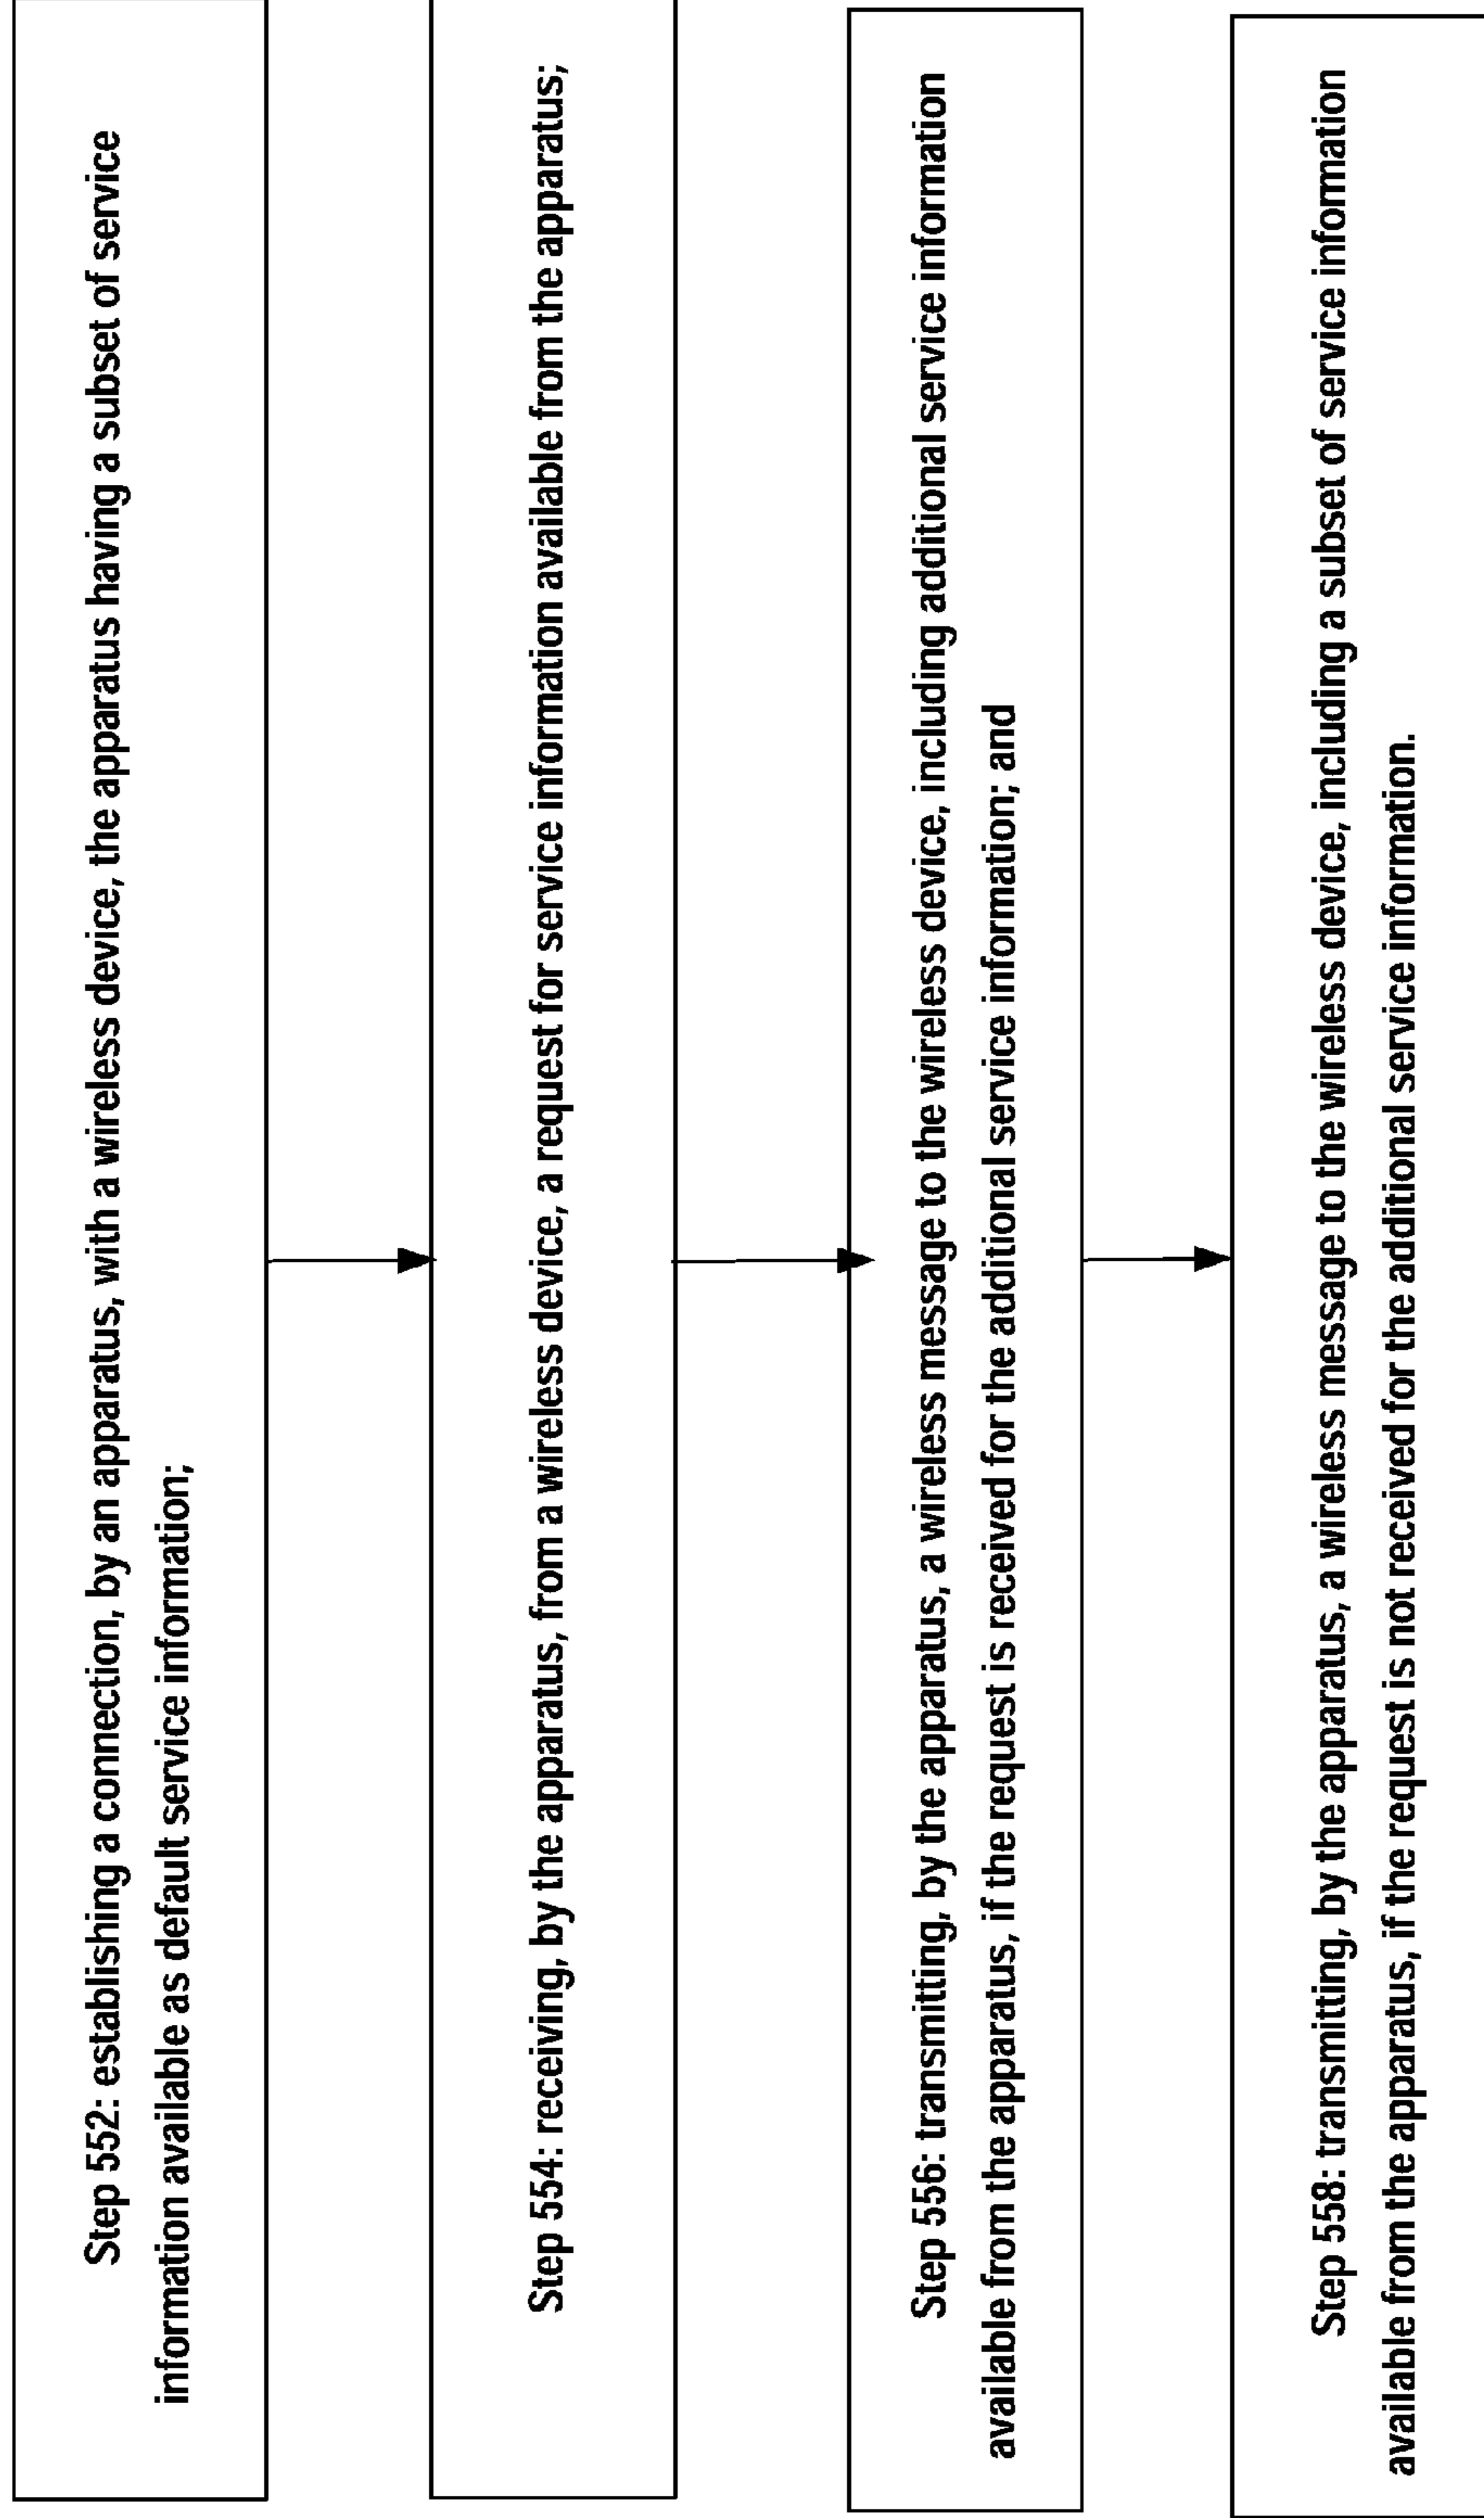 Step 552: establishing a connection, by an apparatus, with a wireless device, the apparatus having a subset of service
information available as default service information;
Step 554: receiving, by the apparatus, from a wireless device, a request for service information available from the apparatus;
Step 556: transmitting, by the apparatus, a wireless message to the wireless device, including additional service information
available from the apparatus, if the request is received for the additional service information; and
Step 558: transmitting, by the apparatus, a wireless message to the wireless device, including a subset of service information
available from the apparatus, if the request is not received for the additional service information.